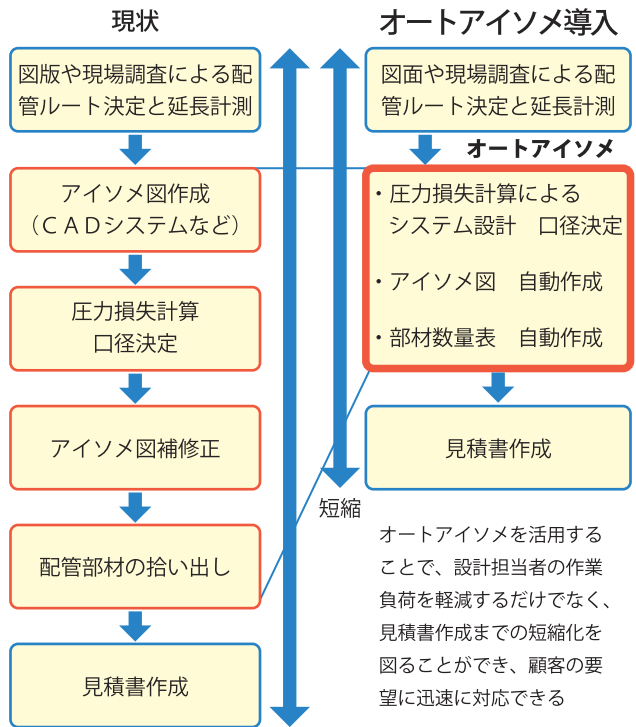 現状
図版や現場調査による配
管ルート決定と延長計測
アイソメ図作成
（ＣＡＤシステムなど）
圧力損失計算
口径決定
アイソメ図補修正
配管部材の拾い出し
見積書作成
オートアイソメ導入
図面や現場調査による配
管ルート決定と延長計測
オートアイソメ
・圧力損失計算による
システム設計　口径決定
・アイソメ図　自動作成
・部材数量表　自動作成
見積書作成
短縮
オートアイソメを活用する
ことで、設計担当者の作業
負荷を軽減するだけでなく、
見積書作成までの短縮化を
図ることができ、顧客の要
望に迅速に対応できる